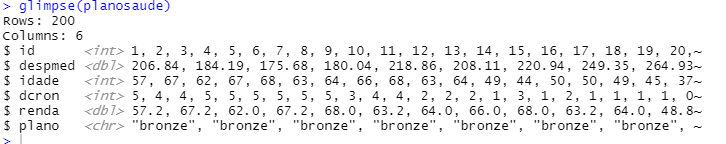 > glimpse(planosaude)
Rows: 200
Columns: 6
$ id <int> 1, 2, 3, 4, 5, 6, 7, 8, 9, 10, 11, 12, 13, 14, 15, 16, 17, 18, 19, 20,~
$ despmed <dbl> 206.84, 184.19, 175.68, 180.04, 218.86, 208.11, 220.94, 249.35, 264.93~
$ idade <int> 57, 67, 62, 67, 68, 63, 64, 66, 68, 63, 64, 49, 44, 50, 50, 49, 45, 37~
$ dcron <int> 5, 4, 4, 5, 5, 5, 5, 5, 5, 3, 4, 4, 2, 2, 2, 1, 3, 1, 2, 1, 1, 1, 1, 0~
$ renda <dbl> 57.2, 67.2, 62.0, 67.2, 68.0, 63.2, 64.0, 66.0, 68.0, 63.2, 64.0, 48.8~
$ plano <chr> "bronze", "bronze", "bronze", "bronze", "bronze", "bronze", "bronze", ~
>